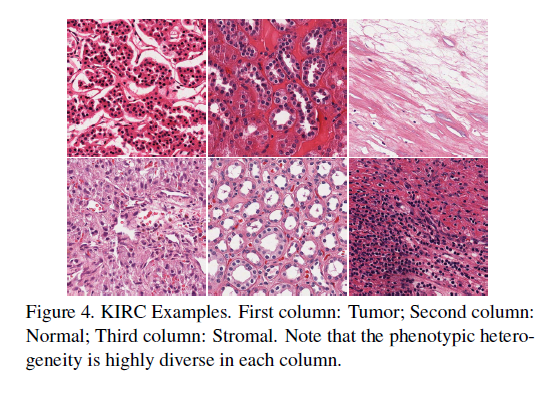 Figure 4. KIRC Examples. First column: Tumor; Second column:
Normal; Third column: Stromal. Note that the phenotypic hetero-
geneity is highly diverse in each column.